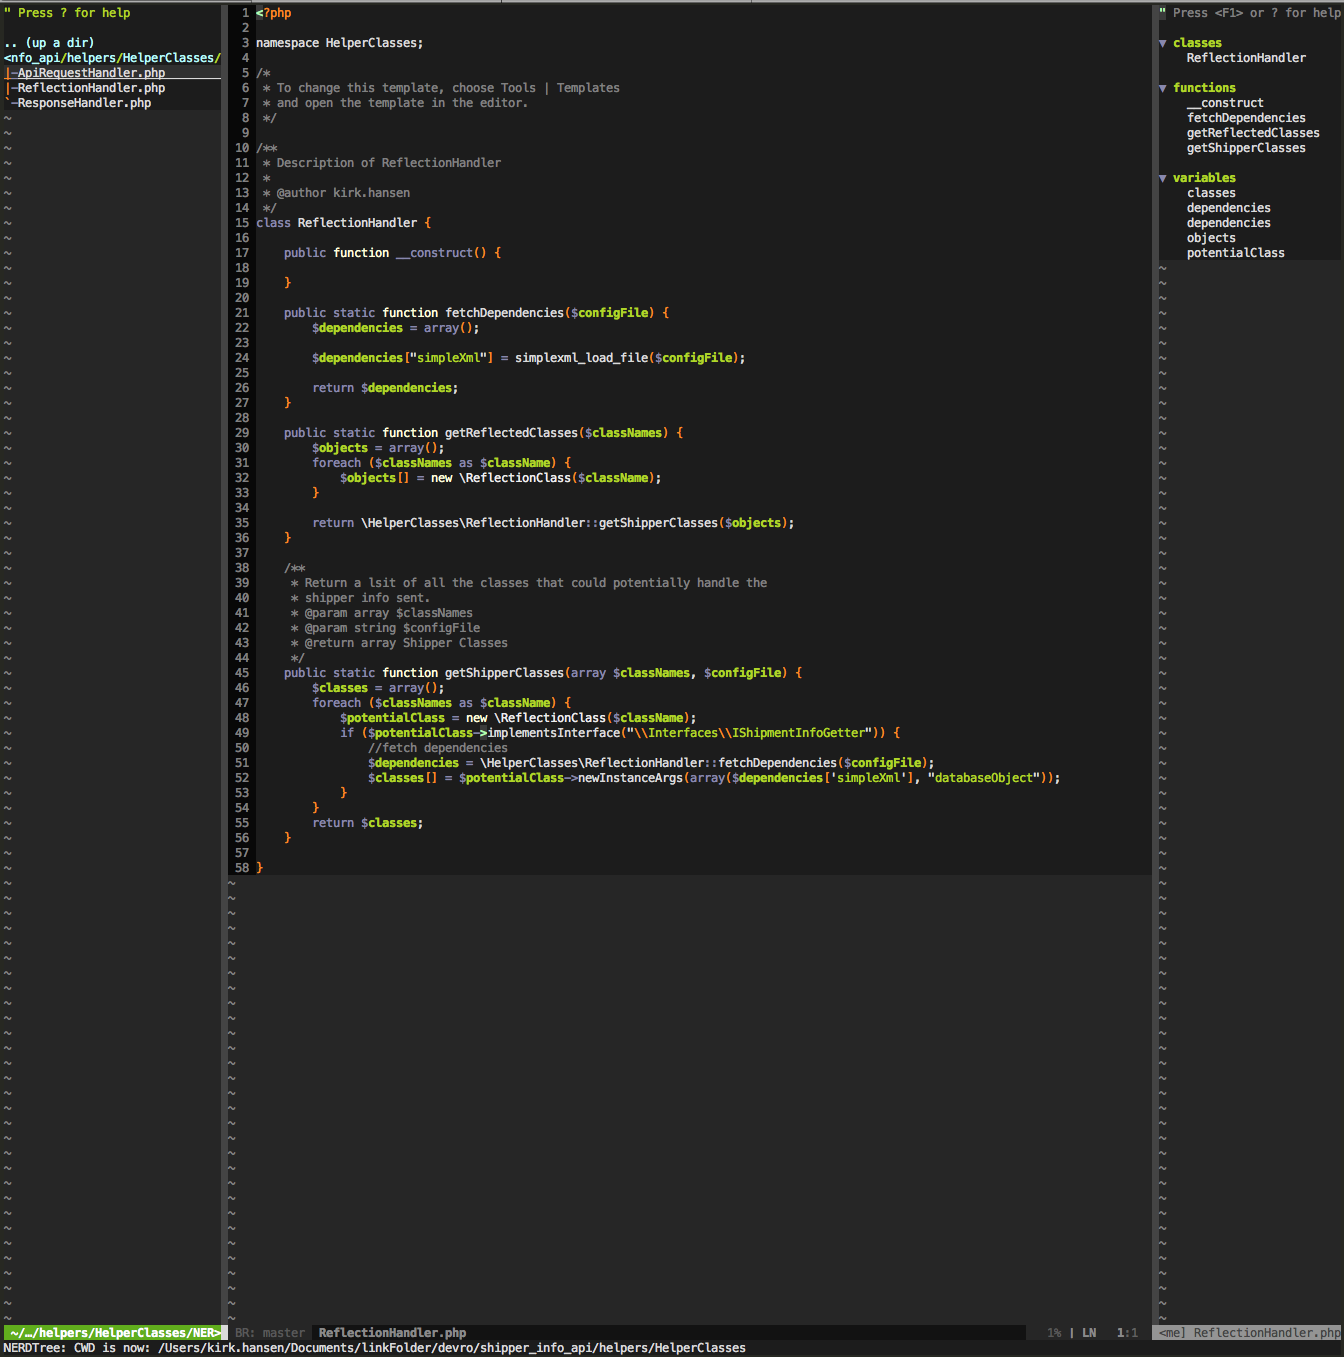 " Press ? for help
.. (up a dir)
<nfo_api/helpers/HelperClasses/
|-ApiRequestHandler.php
|-ReflectionHandler.php
`-ResponseHandler.php
1 <?php
2
3 namespace HelperClasses;
4
5 /*
6  * To change this template, choose Tools | Templates
7  * and open the template in the editor.
8  */
9
10 /**
11  * Description of ReflectionHandler
12  *
13  * @author kirk.hansen
14  */
15 class ReflectionHandler {
16
17     public function __construct() {
18
19     }
20
21     public static function fetchDependencies($configFile) {
22         $dependencies = array();
23
24         $dependencies["simpleXml"] = simplexml_load_file($configFile);
25
26         return $dependencies;
27     }
28
29     public static function getReflectedClasses($classNames) {
30         $objects = array();
31         foreach ($classNames as $className) {
32             $objects[] = new \ReflectionClass($className);
33         }
34
35         return \HelperClasses\ReflectionHandler::getShipperClasses($objects);
36     }
37
38     /**
39      * Return a lsit of all the classes that could potentially handle the
40      * shipper info sent.
41      * @param array $classNames
42      * @param string $configFile
43      * @return array Shipper Classes
44      */
45     public static function getShipperClasses(array $classNames, $configFile) {
46         $classes = array();
47         foreach ($classNames as $className) {
48             $potentialClass = new \ReflectionClass($className);
49             if ($potentialClass->implementsInterface("\\Interfaces\\IShipmentInfoGetter")) {
50                 //fetch dependencies
51                 $dependencies = \HelperClasses\ReflectionHandler::fetchDependencies($configFile);
52                 $classes[] = $potentialClass->newInstanceArgs(array($dependencies['simpleXml'], "databaseObject"));
53             }
54         }
55         return $classes;
56     }
57
58 }
" Press <F1> or ? for help
▼ classes
ReflectionHandler
▼ functions
__construct
fetchDependencies
getReflectedClasses
getShipperClasses
▼ variables
classes
dependencies
dependencies
objects
potentialClass
~/…/helpers/HelperClasses/NER> BR: master ReflectionHandler.php 1% | LN 1:1 <me] ReflectionHandler.php
NERDTree: CWD is now: /Users/kirk.hansen/Documents/linkFolder/devro/shipper_info_api/helpers/HelperClasses